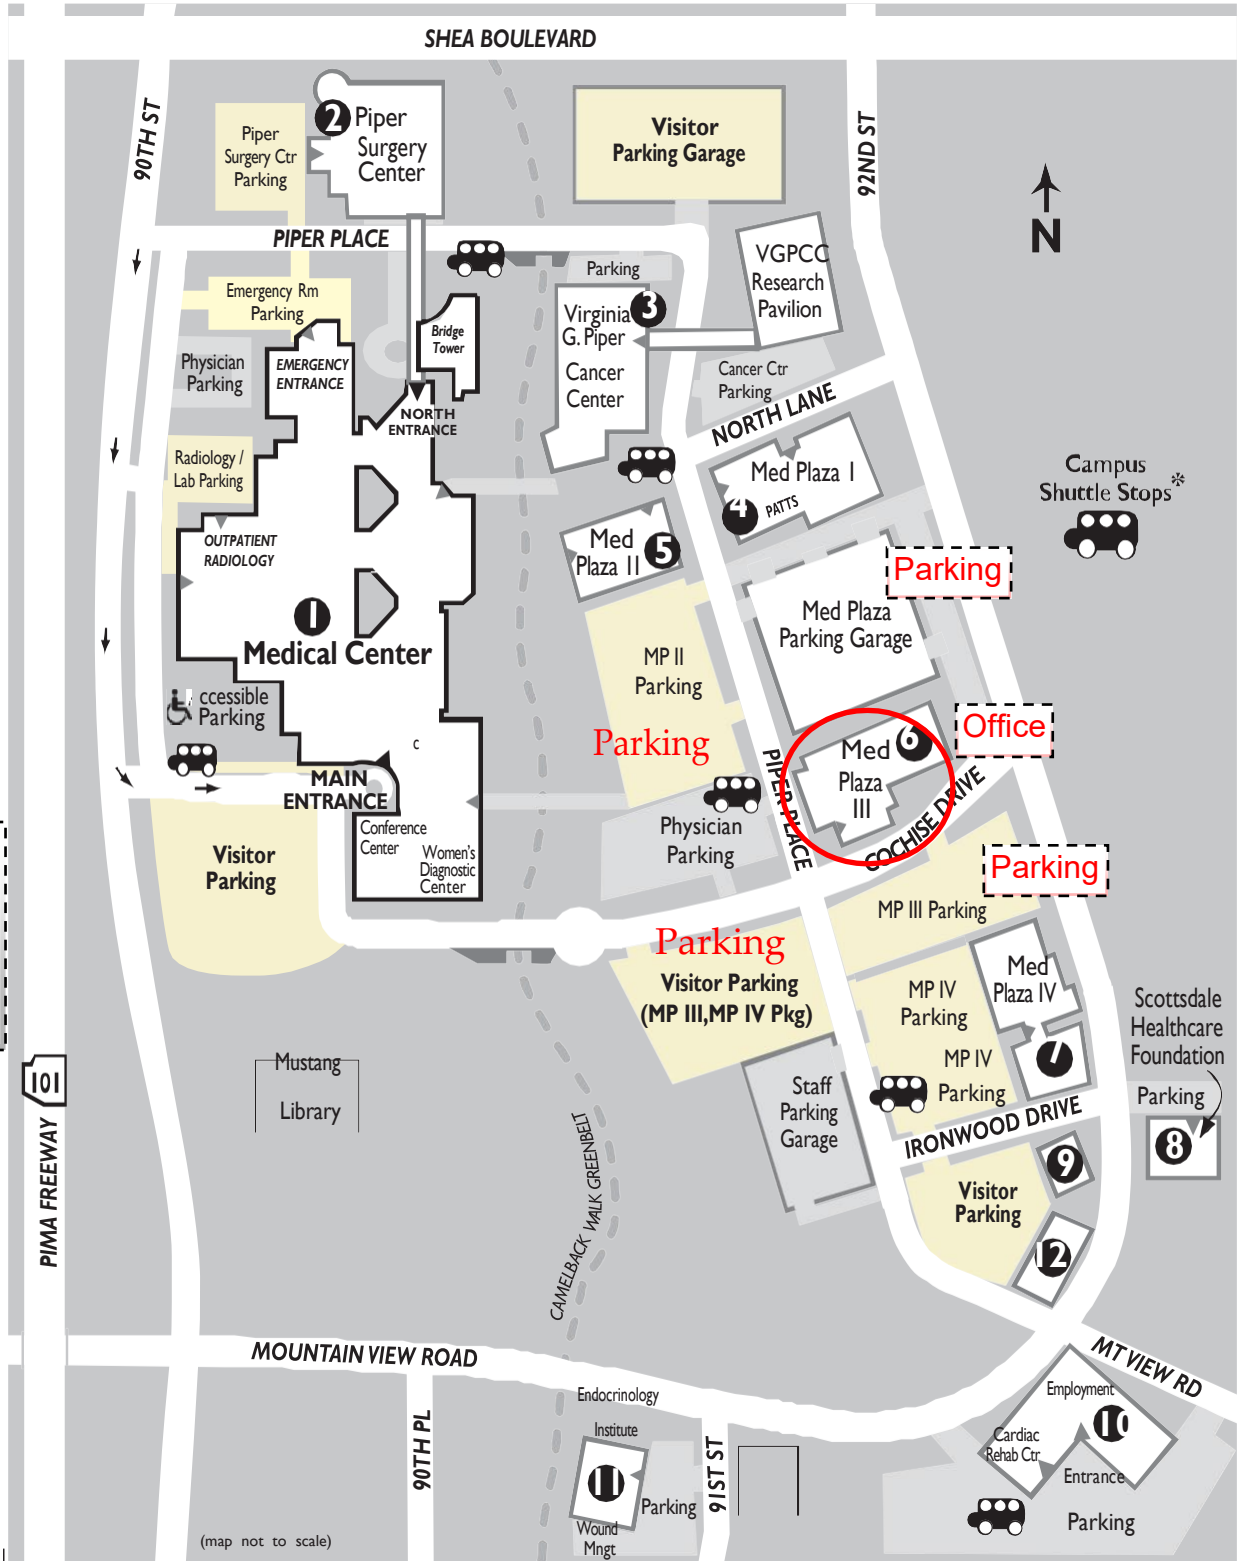 SHEA BOULEVARD
90TH ST
92ND ST
2
Piper
Surgery
Center
Piper
Surgery Ctr
Parking
Visitor
Parking Garage
N
PIPER PLACE
VGPCC
Research
Pavilion
Parking
Emergency Rm
Parking
3
Virginia
G. Piper
Cancer
Center
Bridge
Tower
Physician
Parking
EMERGENCY
ENTRANCE
Cancer Ctr
Parking
NORTH
ENTRANCE
NORTH LANE
Radiology /
Lab Parking
Med Plaza I
4
PATTS
Campus
Shuttle Stops*
OUTPATIENT
RADIOLOGY
Med
Plaza II
5
Parking
Med Plaza
Parking Garage
1
Medical Center
MP II
Parking
ccessible
Parking
Parking
Office
c
Med
Plaza
III
6
PIPER PLACE
COCHISE DRIVE
MAIN
ENTRANCE
Conference
Center
Women's
Diagnostic
Center
Physician
Parking
Visitor
Parking
Parking
MP III Parking
Parking
Visitor Parking
(MP III,MP IV Pkg)
Med
Plaza IV
MP IV
Parking
MP IV
Parking
7
Scottsdale
Healthcare
Foundation
Parking
8
Mustang
Library
Staff
Parking
Garage
101
PIMA FREEWAY
CAMELBACK WALK GREENBELT
IRONWOOD DRIVE
9
Visitor
Parking
12
MOUNTAIN VIEW ROAD
MT VIEW RD
90TH PL
91ST ST
Endocrinology
Institute
11
Parking
Wound
Mngt
Employment
10
Cardiac
Rehab Ctr
Entrance
Parking
(map not to scale)